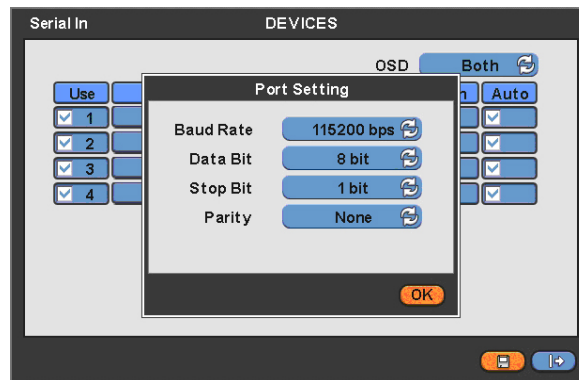 Serial In DEVICES
OSD Both
Use Auto
Port Setting
1
2
3
4
Baud Rate 115200 bps
Data Bit 8 bit
Stop Bit 1 bit
Parity None
OK